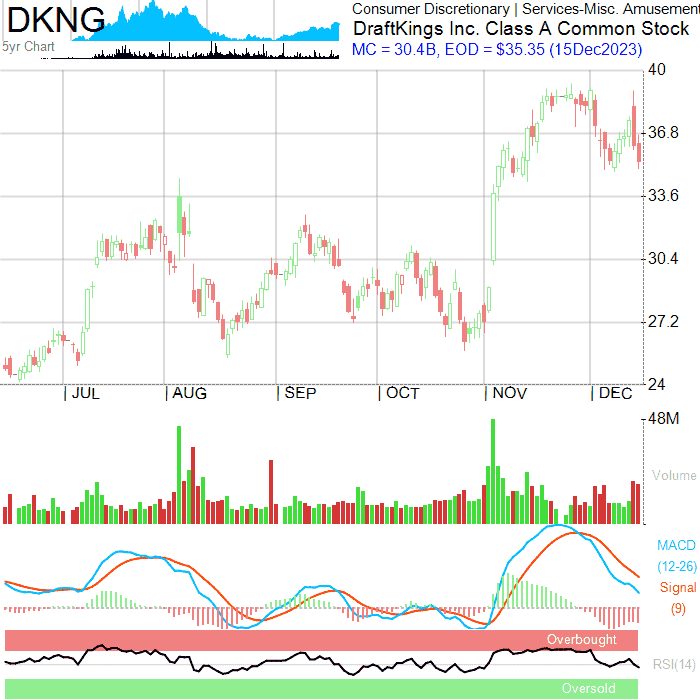 DKNG
5yr Chart
Consumer Discretionary | Services-Misc. Amusement
DraftKings Inc. Class A Common Stock
MC = 30.4B, EOD = $35.35 (15Dec2023)
40
36.8
33.6
30.4
27.2
24
| JUL | AUG | SEP | OCT | NOV | DEC
48M
Volume
MACD
(12-26)
Signal
(9)
Overbought
RSI(14)
Oversold